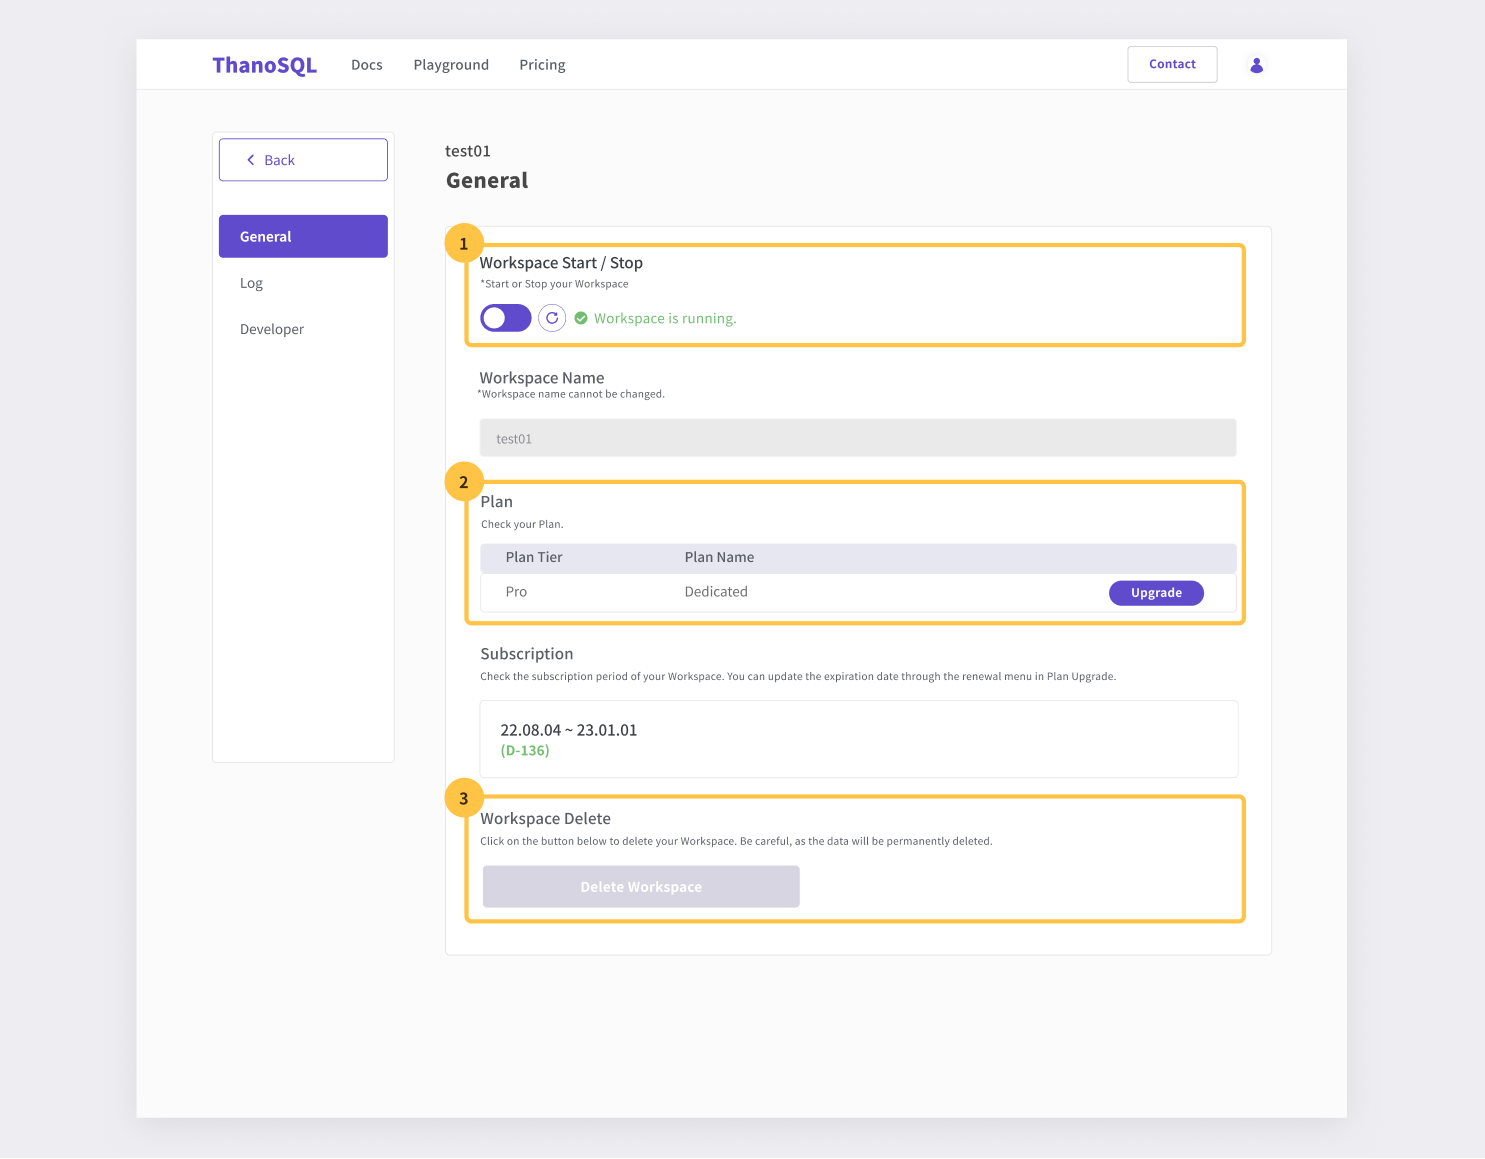 ThanoSQL Docs Playground Pricing Contact
Back
General
Log
Developer
test01
General
1
Workspace Start / Stop
*Start or Stop your Workspace
Workspace is running.
Workspace Name
*Workspace name cannot be changed.
test01
2
Plan
Check your Plan.
Plan Tier Plan Name
Pro Dedicated Upgrade
Subscription
Check the subscription period of your Workspace. You can update the expiration date through the renewal menu in Plan Upgrade.
22.08.04 ~ 23.01.01
(D-136)
3
Workspace Delete
Click on the button below to delete your Workspace. Be careful, as the data will be permanently deleted.
Delete Workspace